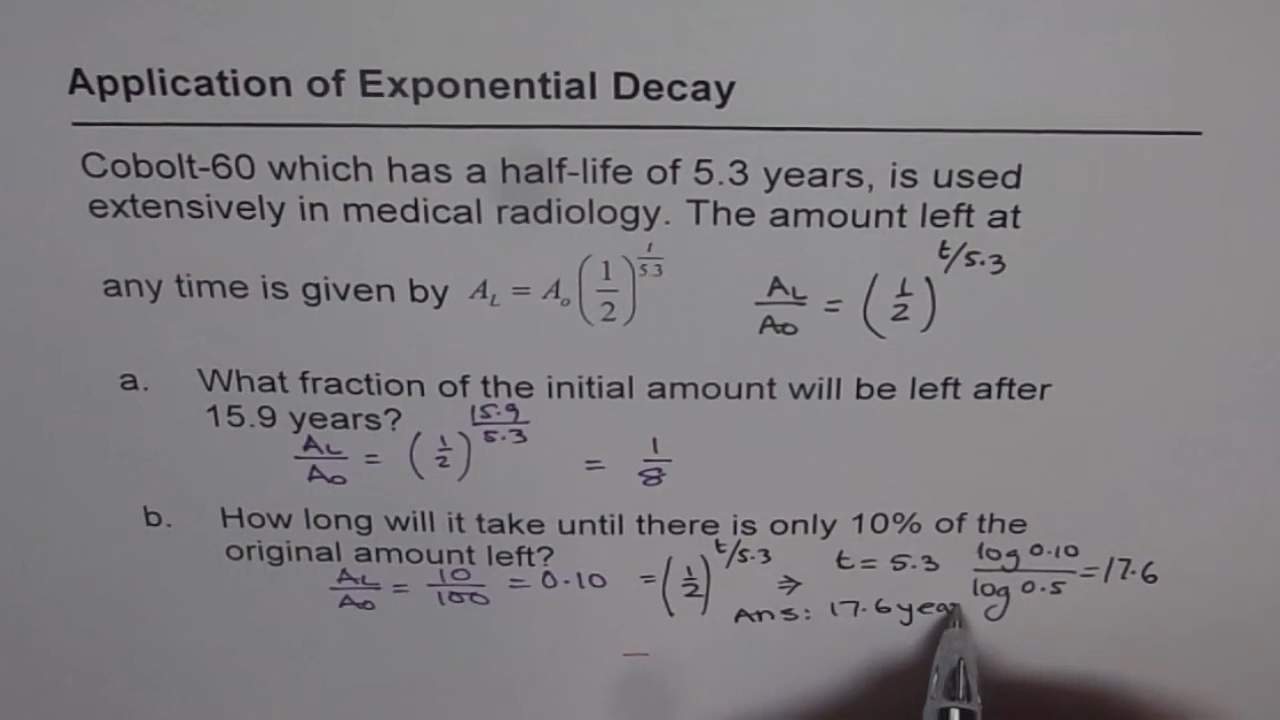 Application of Exponential Decay
Cobolt-60 which has a half-life of 5.3 years, is used
extensively in medical radiology. The amount left at
any time is given by A_L = A_o (1/2)^(t/5.3) A_L/A_0 = (1/2)^(t/5.3)
a. What fraction of the initial amount will be left after
15.9 years?
A_L/A_0 = (1/2)^(15.9/5.3) = 1/8
b. How long will it take until there is only 10% of the
original amount left?
A_L/A_0 = 10/100 = 0.10 = (1/2)^(t/5.3) ⇒ t = 5.3 log 0.10/log 0.5 = 17.6
Ans: 17.6 yea